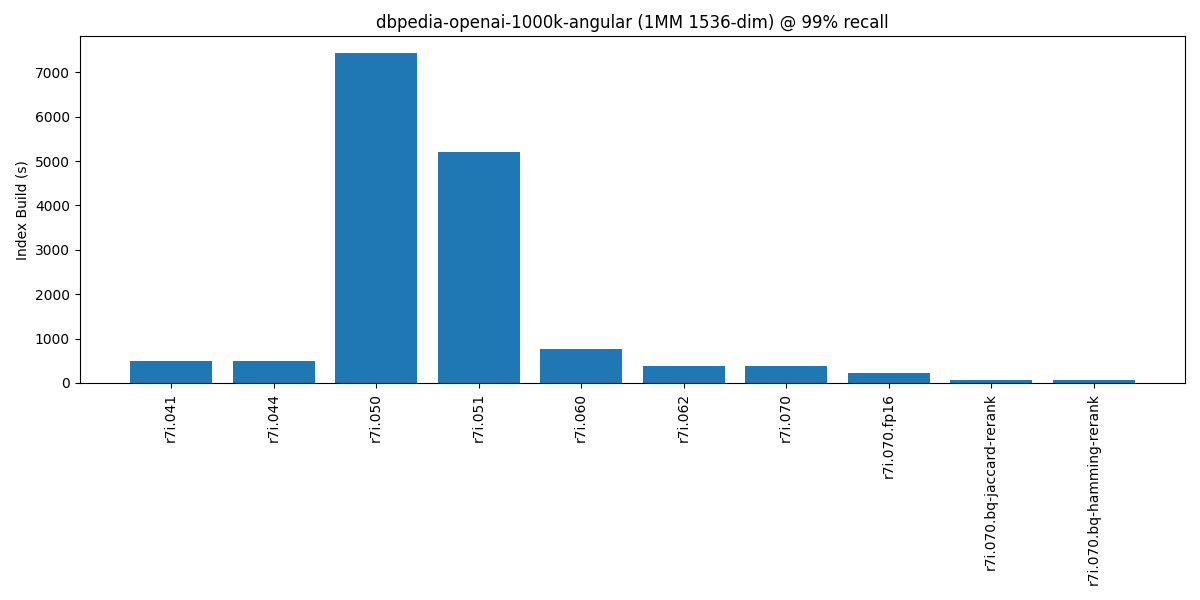 dbpedia-openai-1000k-angular (1MM 1536-dim) @ 99% recall
Index Build (s)
7000
6000
5000
4000
3000
2000
1000
0
r7i.041
r7i.044
r7i.050
r7i.051
r7i.060
r7i.062
r7i.070
r7i.070.fp16
r7i.070.bq-jaccard-rerank
r7i.070.bq-hamming-rerank